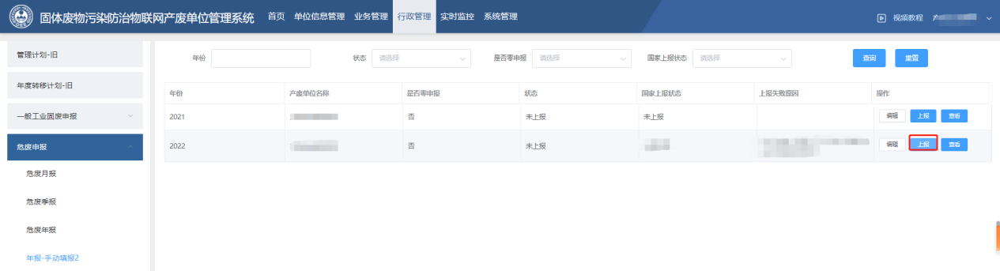 固体废物污染防治物联网产废单位管理系统 首页 单位信息管理 业务管理 行政管理 实时监控 系统管理 视频教程
管理计划-旧
年度转移计划-旧
一般工业固废申报
危废申报
危废月报
危废季报
危废年报
年报-手动填报2
年份 状态 请选择 是否零申报 请选择 国家上报状态 请选择 查询 重置
年份 产废单位名称 是否零申报 状态 国家上报状态 上报失败原因 操作
2021 否 未上报 未上报 编辑 上报 查看
2022 否 未上报 编辑 上报 查看